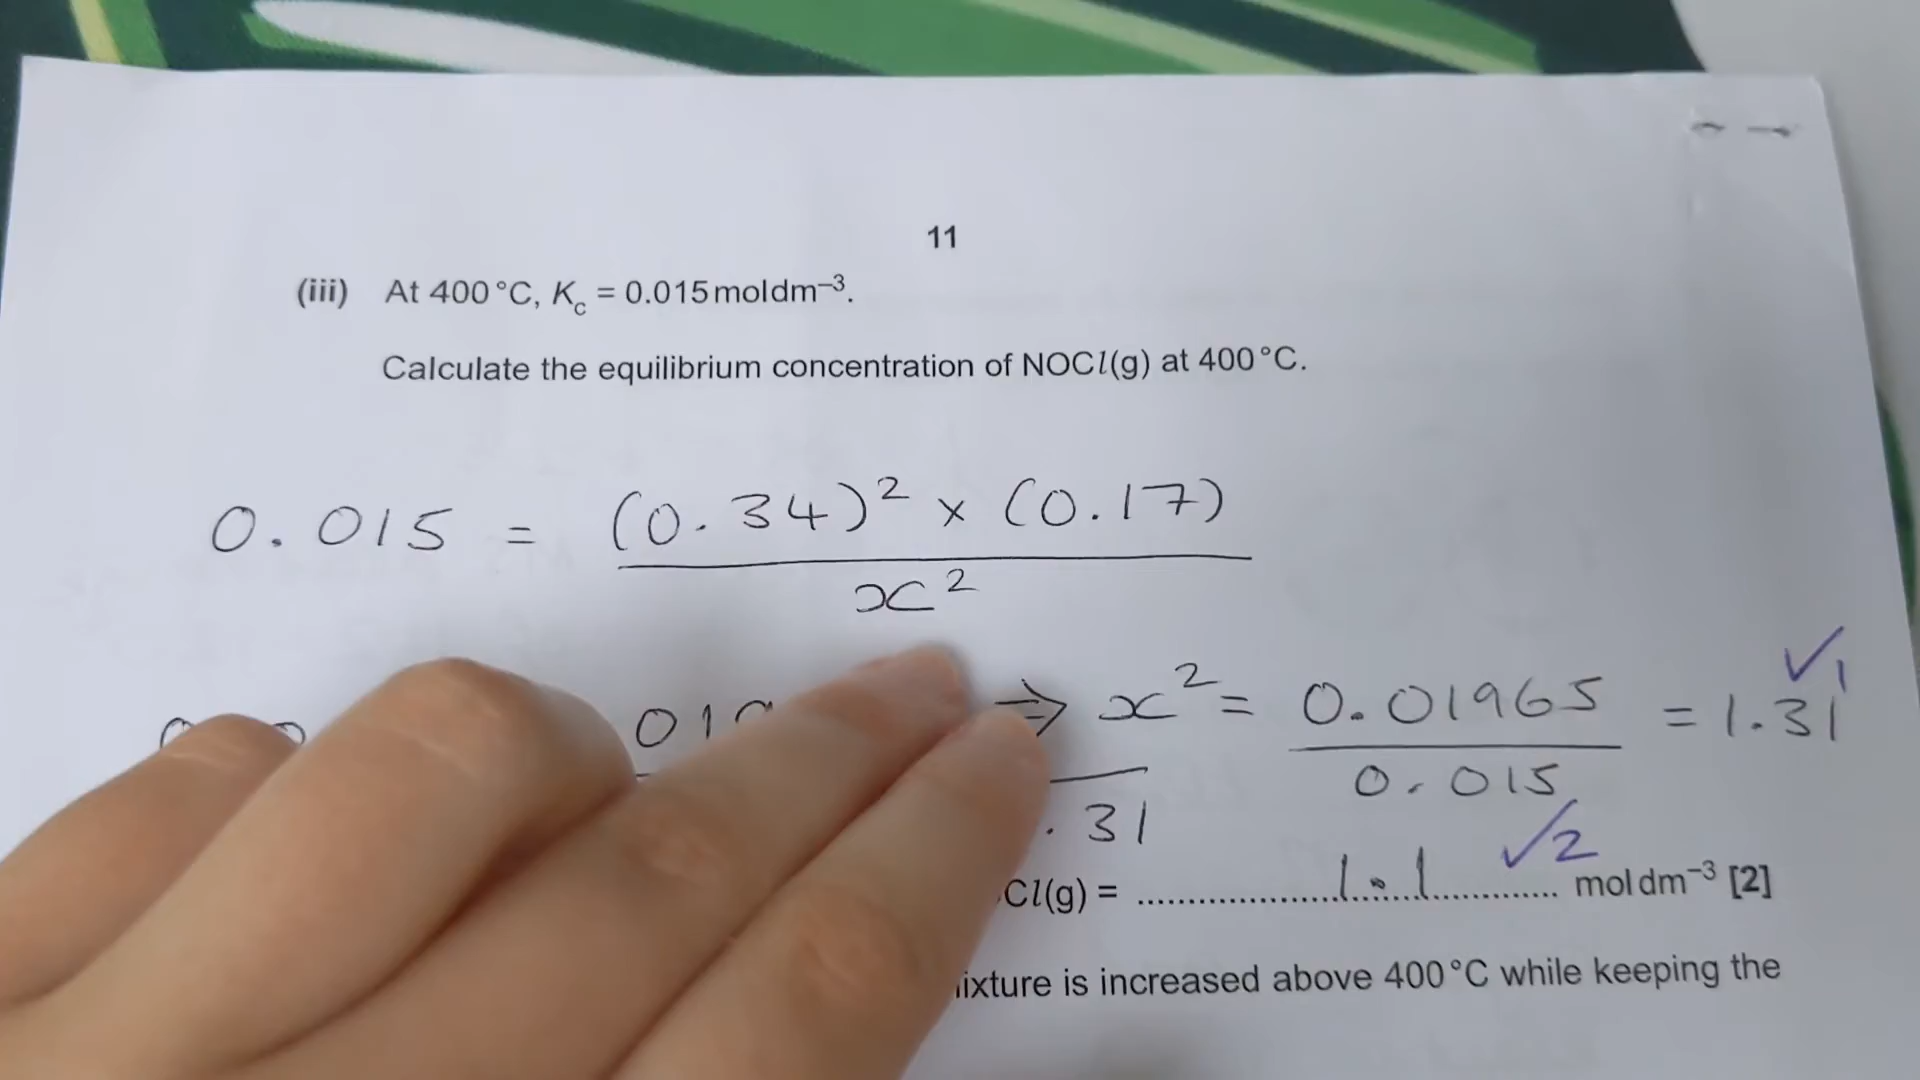 11
(iii) At 400 °C, Kc = 0.015 mol dm⁻³.
Calculate the equilibrium concentration of NOCl(g) at 400 °C.
0.015 = (0.34)² × (0.17)
x²
✓1
01 ⇒ x² = 0.01965 = 1.31
0.015
.31
✓2
Cl(g) = ........ 1.1 ........ mol dm⁻³ [2]
ixture is increased above 400 °C while keeping the